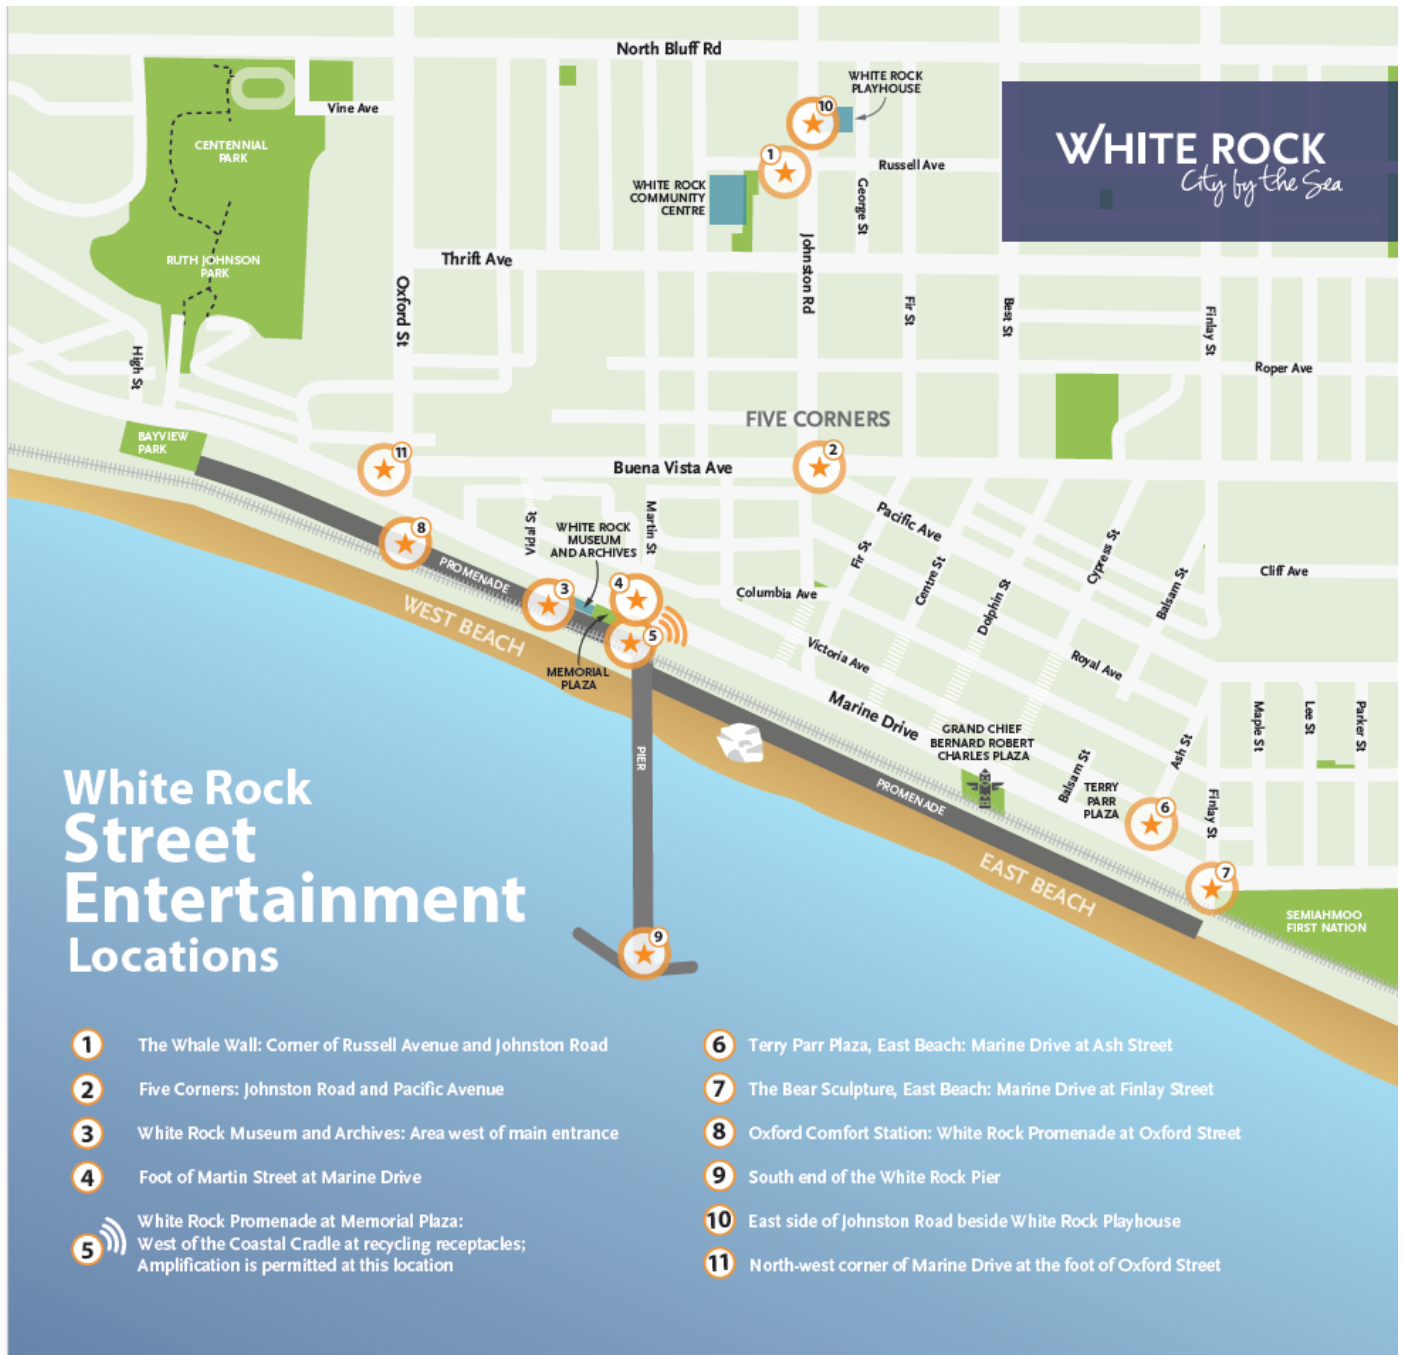 North Bluff Rd
WHITE ROCK
PLAYHOUSE
10
Vine Ave
CENTENNIAL
PARK
WHITE ROCK
City by the Sea
1
Russell Ave
WHITE ROCK
COMMUNITY
CENTRE
George St
Johnston Rd
Thrift Ave
RUTH JOHNSON
PARK
Oxford St
Fir St
Best St
Finlay St
High St
Roper Ave
FIVE CORNERS
BAYVIEW
PARK
11
2
Buena Vista Ave
Pacific Ave
Vidal St
WHITE ROCK
MUSEUM
AND ARCHIVES
Martin St
8
Fir St
Centre St
Dolphin St
Cypress St
Balsam St
Cliff Ave
PROMENADE
3
4
Columbia Ave
WEST BEACH
5
Victoria Ave
Royal Ave
MEMORIAL
PLAZA
Marine Drive
Maple St
Lee St
Parker St
GRAND CHIEF
BERNARD ROBERT
CHARLES PLAZA
Ash St
PIER
Balsam St
PROMENADE
TERRY
PARR
PLAZA
6
Finlay St
EAST BEACH
7
SEMIAHMOO
FIRST NATION
9
White Rock
Street
Entertainment
Locations
1 The Whale Wall: Corner of Russell Avenue and Johnston Road
2 Five Corners: Johnston Road and Pacific Avenue
3 White Rock Museum and Archives: Area west of main entrance
4 Foot of Martin Street at Marine Drive
5 White Rock Promenade at Memorial Plaza:
West of the Coastal Cradle at recycling receptacles;
Amplification is permitted at this location
6 Terry Parr Plaza, East Beach: Marine Drive at Ash Street
7 The Bear Sculpture, East Beach: Marine Drive at Finlay Street
8 Oxford Comfort Station: White Rock Promenade at Oxford Street
9 South end of the White Rock Pier
10 East side of Johnston Road beside White Rock Playhouse
11 North-west corner of Marine Drive at the foot of Oxford Street